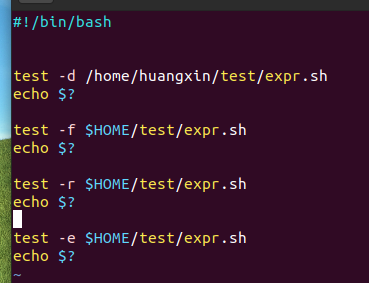 #!/bin/bash
test -d /home/huangxin/test/expr.sh
echo $?
test -f $HOME/test/expr.sh
echo $?
test -r $HOME/test/expr.sh
echo $?
test -e $HOME/test/expr.sh
echo $?
~